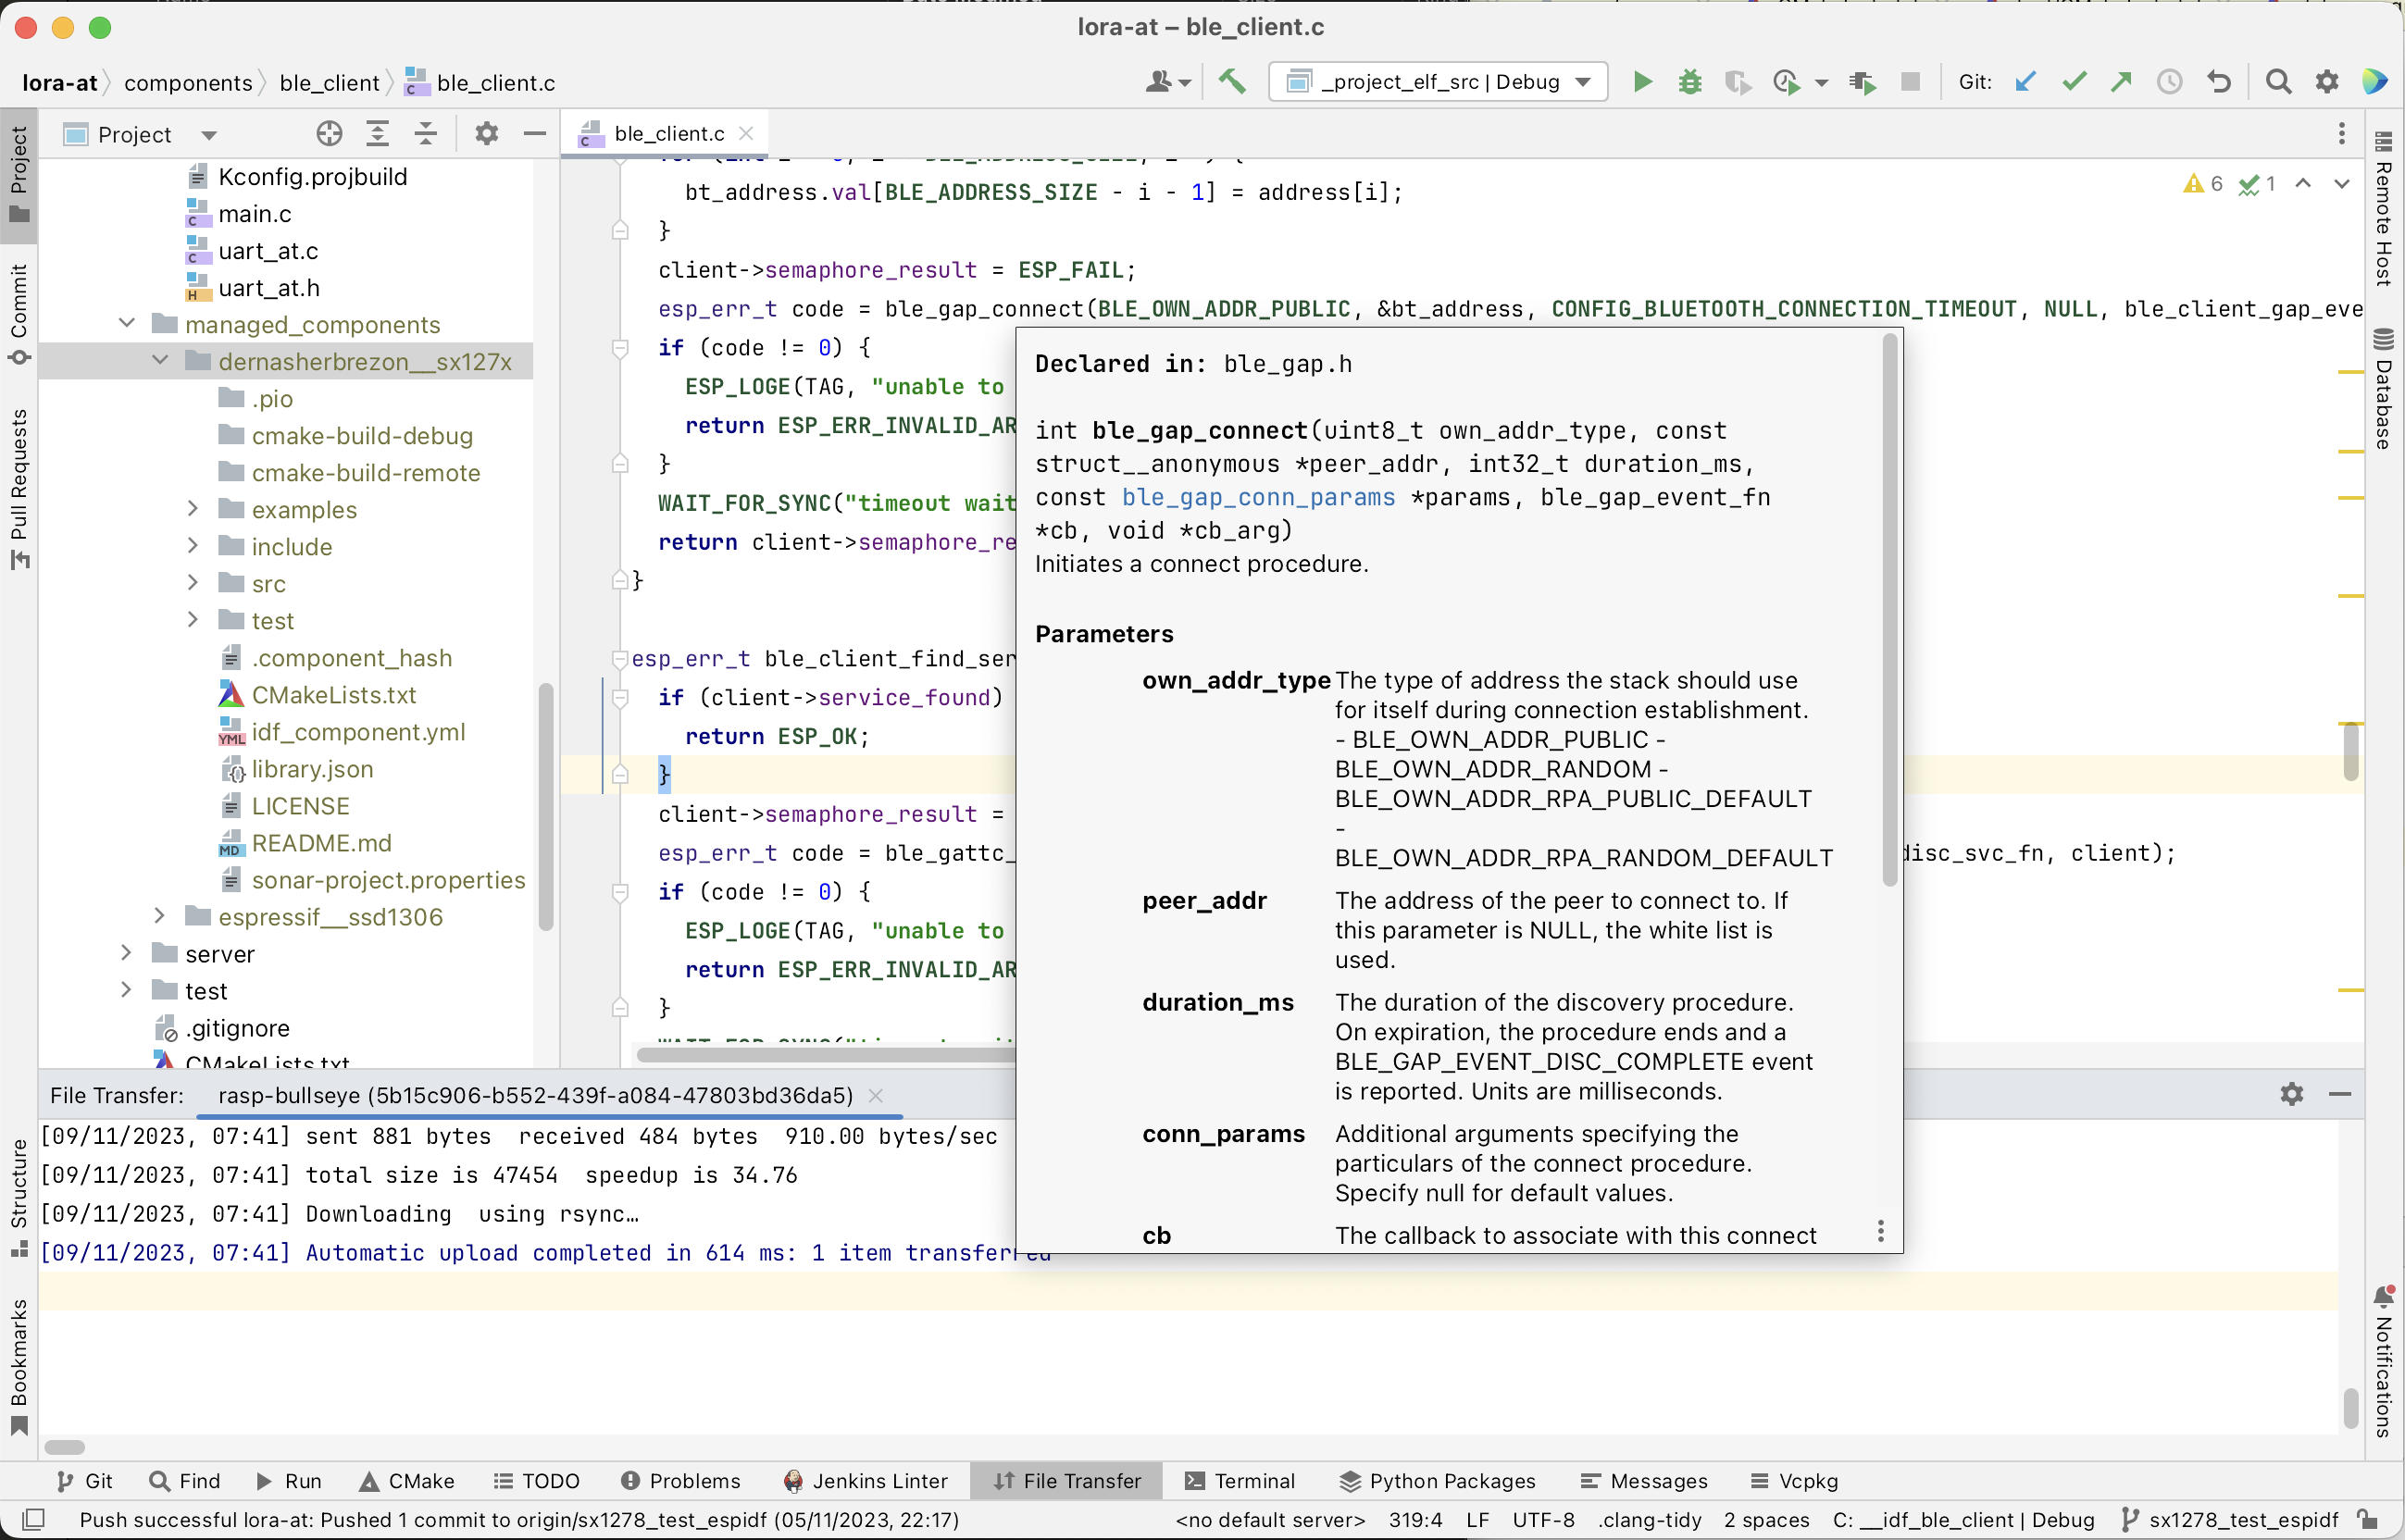 lora-at – ble_client.c
lora-at components ble_client ble_client.c
_project_elf_src | Debug
Git:
Project
ble_client.c
Project
Commit
Pull Requests
Structure
Bookmarks
Kconfig.projbuild
main.c
uart_at.c
uart_at.h
managed_components
dernasherbrezon__sx127x
.pio
cmake-build-debug
cmake-build-remote
examples
include
src
test
.component_hash
CMakeLists.txt
idf_component.yml
library.json
LICENSE
README.md
sonar-project.properties
espressif__ssd1306
server
test
.gitignore
CMakeLists.txt
bt_address.val[BLE_ADDRESS_SIZE - i - 1] = address[i];
}
client->semaphore_result = ESP_FAIL;
esp_err_t code = ble_gap_connect(BLE_OWN_ADDR_PUBLIC, &bt_address, CONFIG_BLUETOOTH_CONNECTION_TIMEOUT, NULL, ble_client_gap_eve
if (code != 0) {
ESP_LOGE(TAG, "unable to
return ESP_ERR_INVALID_AR
}
WAIT_FOR_SYNC("timeout wait
return client->semaphore_re
}
esp_err_t ble_client_find_ser
if (client->service_found)
return ESP_OK;
}
client->semaphore_result =
esp_err_t code = ble_gattc_
disc_svc_fn, client);
if (code != 0) {
ESP_LOGE(TAG, "unable to
return ESP_ERR_INVALID_AR
}
6 1
Declared in: ble_gap.h
int ble_gap_connect(uint8_t own_addr_type, const
struct__anonymous *peer_addr, int32_t duration_ms,
const ble_gap_conn_params *params, ble_gap_event_fn
*cb, void *cb_arg)
Initiates a connect procedure.
Parameters
own_addr_type The type of address the stack should use
for itself during connection establishment.
- BLE_OWN_ADDR_PUBLIC -
BLE_OWN_ADDR_RANDOM -
BLE_OWN_ADDR_RPA_PUBLIC_DEFAULT
-
BLE_OWN_ADDR_RPA_RANDOM_DEFAULT
peer_addr The address of the peer to connect to. If
this parameter is NULL, the white list is
used.
duration_ms The duration of the discovery procedure.
On expiration, the procedure ends and a
BLE_GAP_EVENT_DISC_COMPLETE event
is reported. Units are milliseconds.
conn_params Additional arguments specifying the
particulars of the connect procedure.
Specify null for default values.
cb The callback to associate with this connect
Remote Host
Database
Notifications
File Transfer: rasp-bullseye (5b15c906-b552-439f-a084-47803bd36da5)
[09/11/2023, 07:41] sent 881 bytes  received 484 bytes  910.00 bytes/sec
[09/11/2023, 07:41] total size is 47454  speedup is 34.76
[09/11/2023, 07:41] Downloading  using rsync…
[09/11/2023, 07:41] Automatic upload completed in 614 ms: 1 item transferred
Git Find Run CMake TODO Problems Jenkins Linter File Transfer Terminal Python Packages Messages Vcpkg
Push successful lora-at: Pushed 1 commit to origin/sx1278_test_espidf (05/11/2023, 22:17) <no default server> 319:4 LF UTF-8 .clang-tidy 2 spaces C: __idf_ble_client | Debug sx1278_test_espidf